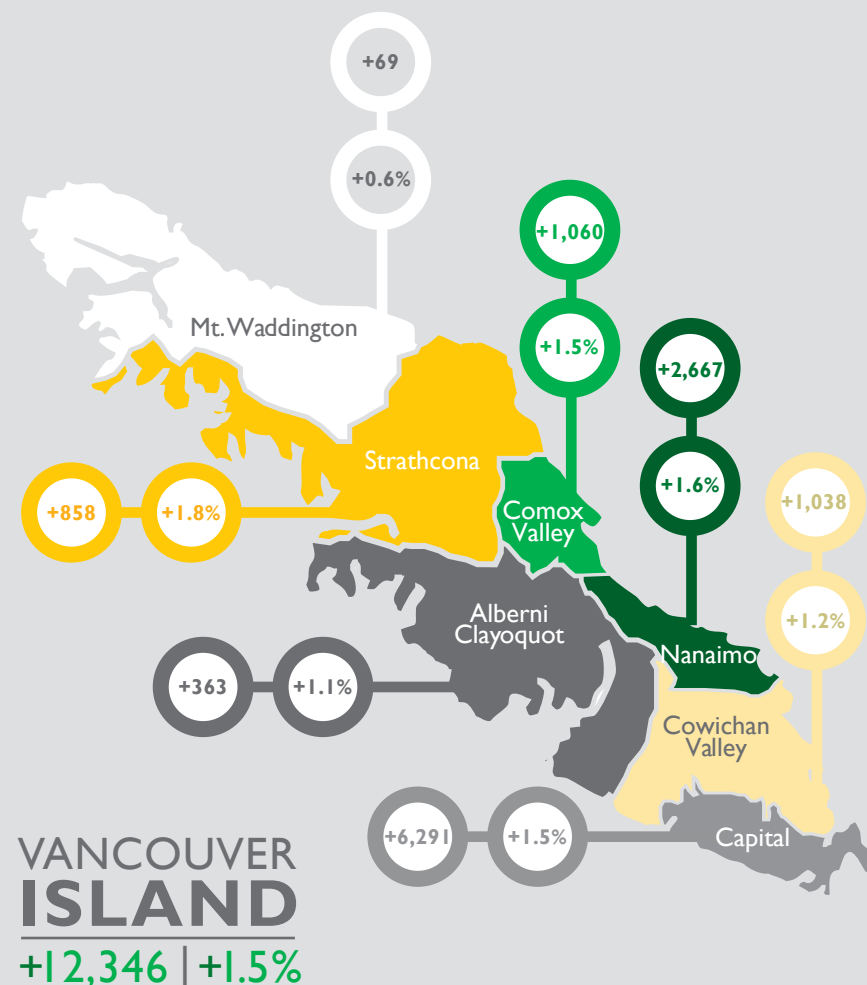 +69
+0.6%
Mt. Waddington
+1,060
+1.5%
+2,667
+1.6%
Strathcona
+858
+1.8%
Comox
Valley
+1,038
+1.2%
Alberni
Clayoquot
+363
+1.1%
Nanaimo
Cowichan
Valley
+6,291
+1.5%
Capital
VANCOUVER
ISLAND
+12,346 | +1.5%